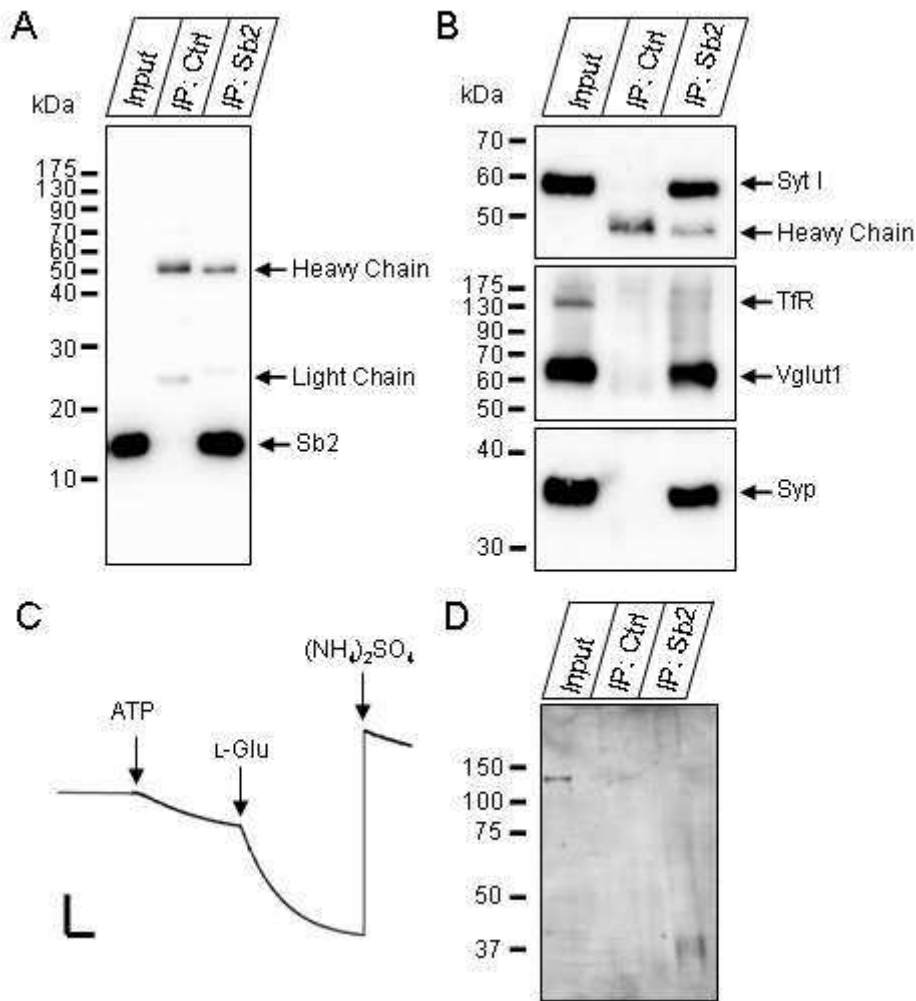 A
Input
IP: Ctrl
IP: Sb2
kDa
175
130
90
70
60
50
40
30
20
10
Heavy Chain
Light Chain
Sb2
B
Input
IP: Ctrl
IP: Sb2
kDa
70
60
50
Syt I
Heavy Chain
175
130
90
70
60
50
TfR
Vglut1
40
30
Syp
C
ATP
L-Glu
(NH₄)₂SO₄
D
Input
IP: Ctrl
IP: Sb2
150
100
75
50
37